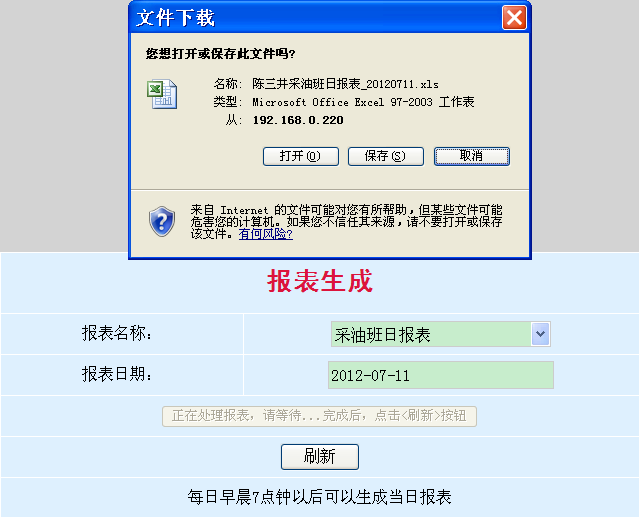 文件下载
您想打开或保存此文件吗?
名称: 陈三井采油班日报表_20120711.xls
类型: Microsoft Office Excel 97-2003 工作表
从: 192.168.0.220
打开(O) 保存(S) 取消
来自 Internet 的文件可能对您有所帮助，但某些文件可能
危害您的计算机。如果您不信任其来源，请不要打开或保存
该文件。有何风险?
报表生成
报表名称: 采油班日报表
报表日期: 2012-07-11
正在处理报表，请等待...完成后，点击<刷新>按钮
刷新
每日早晨7点钟以后可以生成当日报表